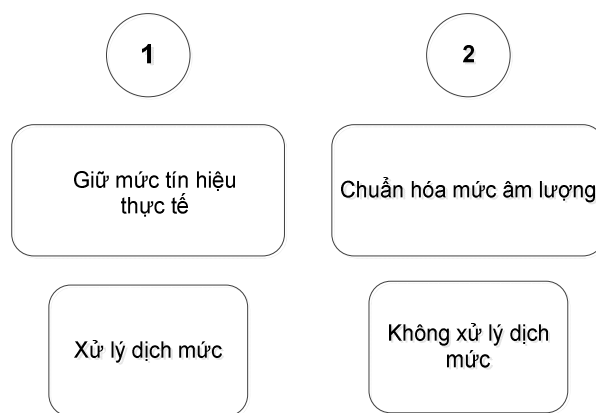 1
2
Giữ mức tín hiệu
thực tế
Chuẩn hóa mức âm lượng
Xử lý dịch mức
Không xử lý dịch
mức